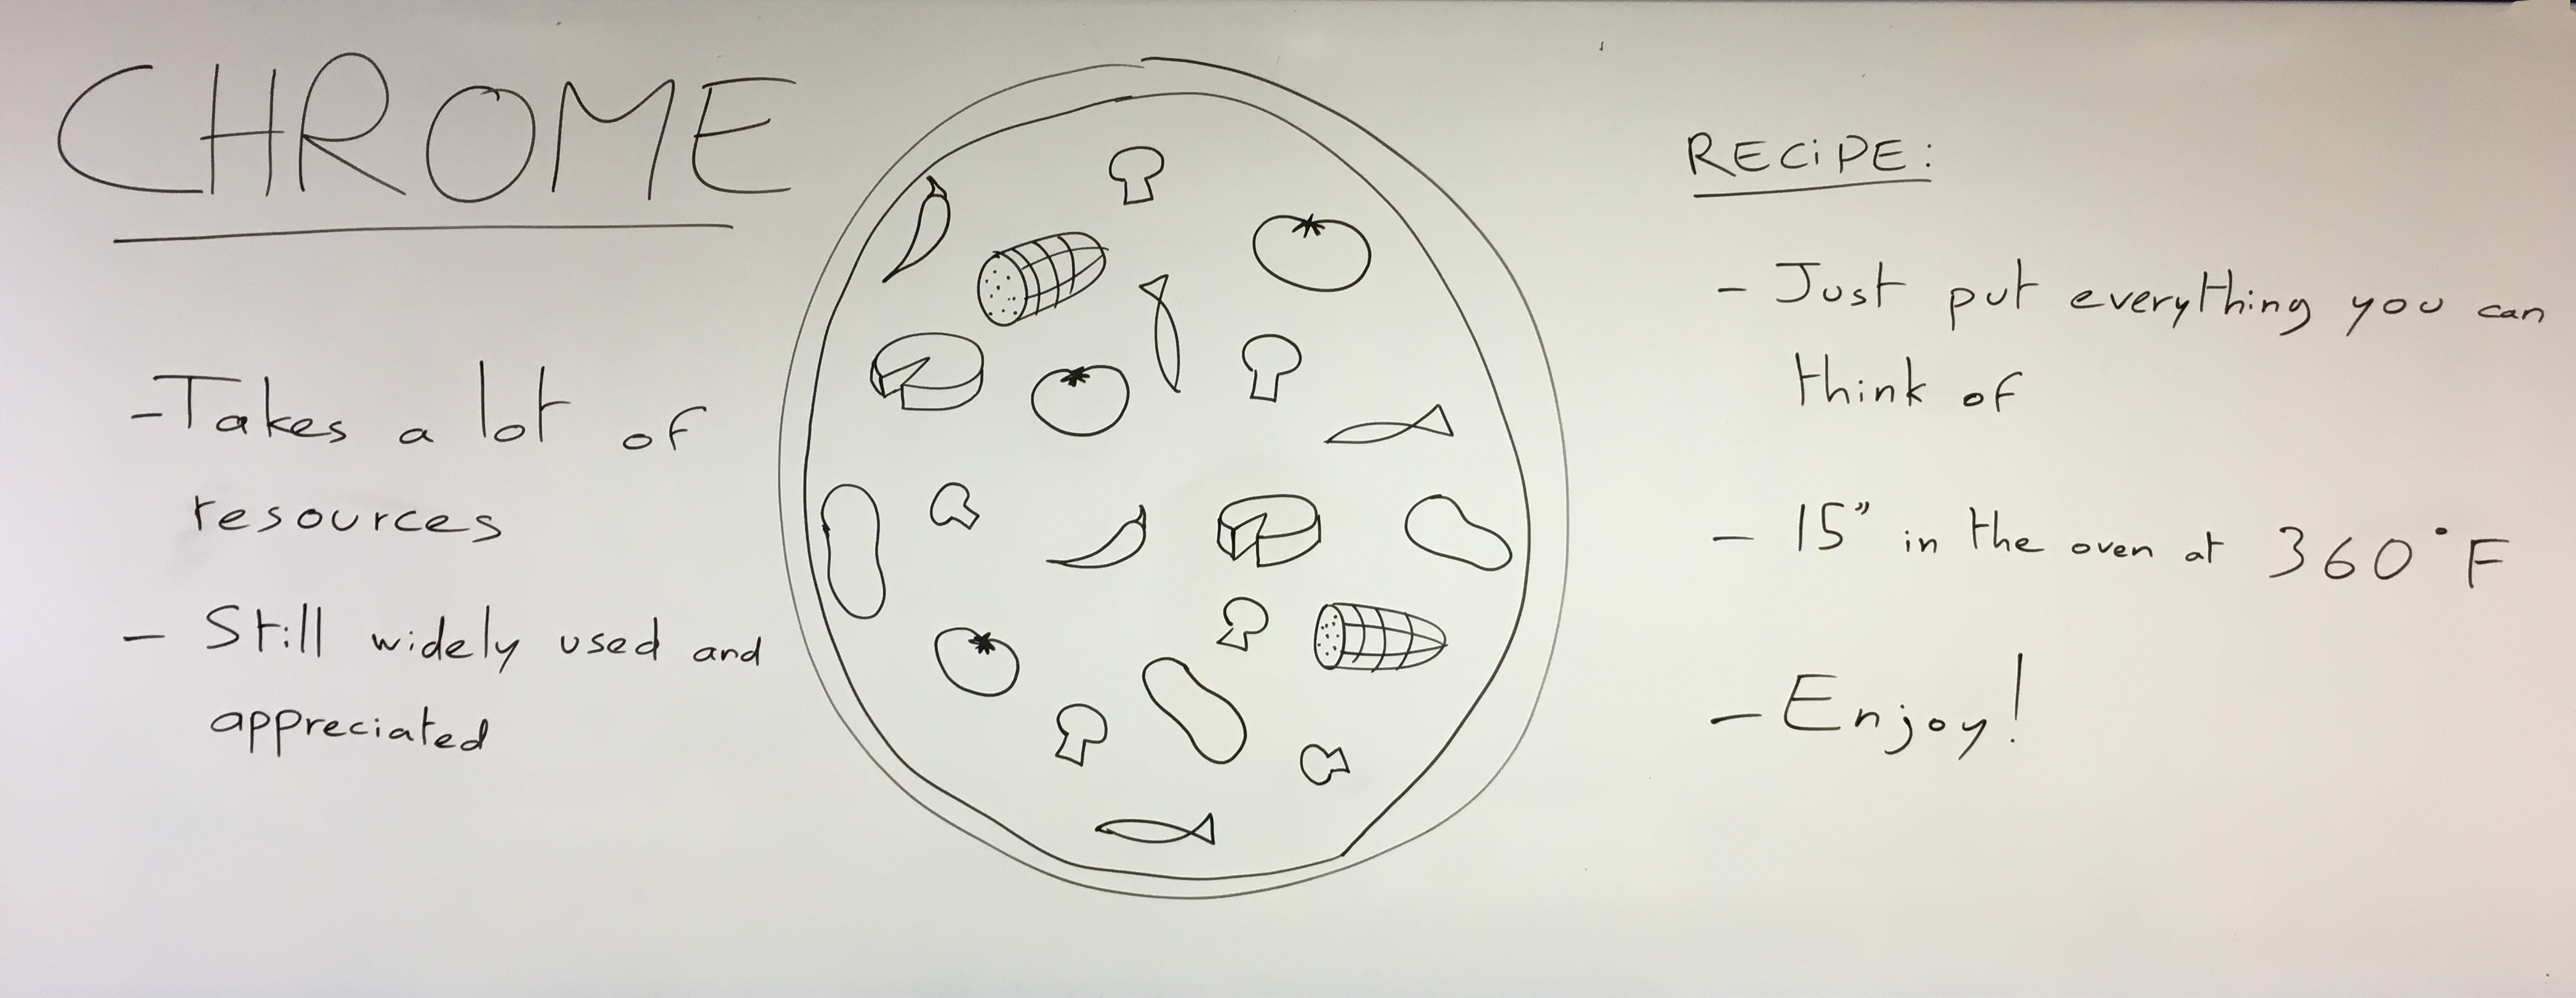 CHROME
- Takes a lot of
resources
- Still widely used and
appreciated
RECiPE:
- Just put everything you can
think of
- 15" in the oven at 360°F
- Enjoy!